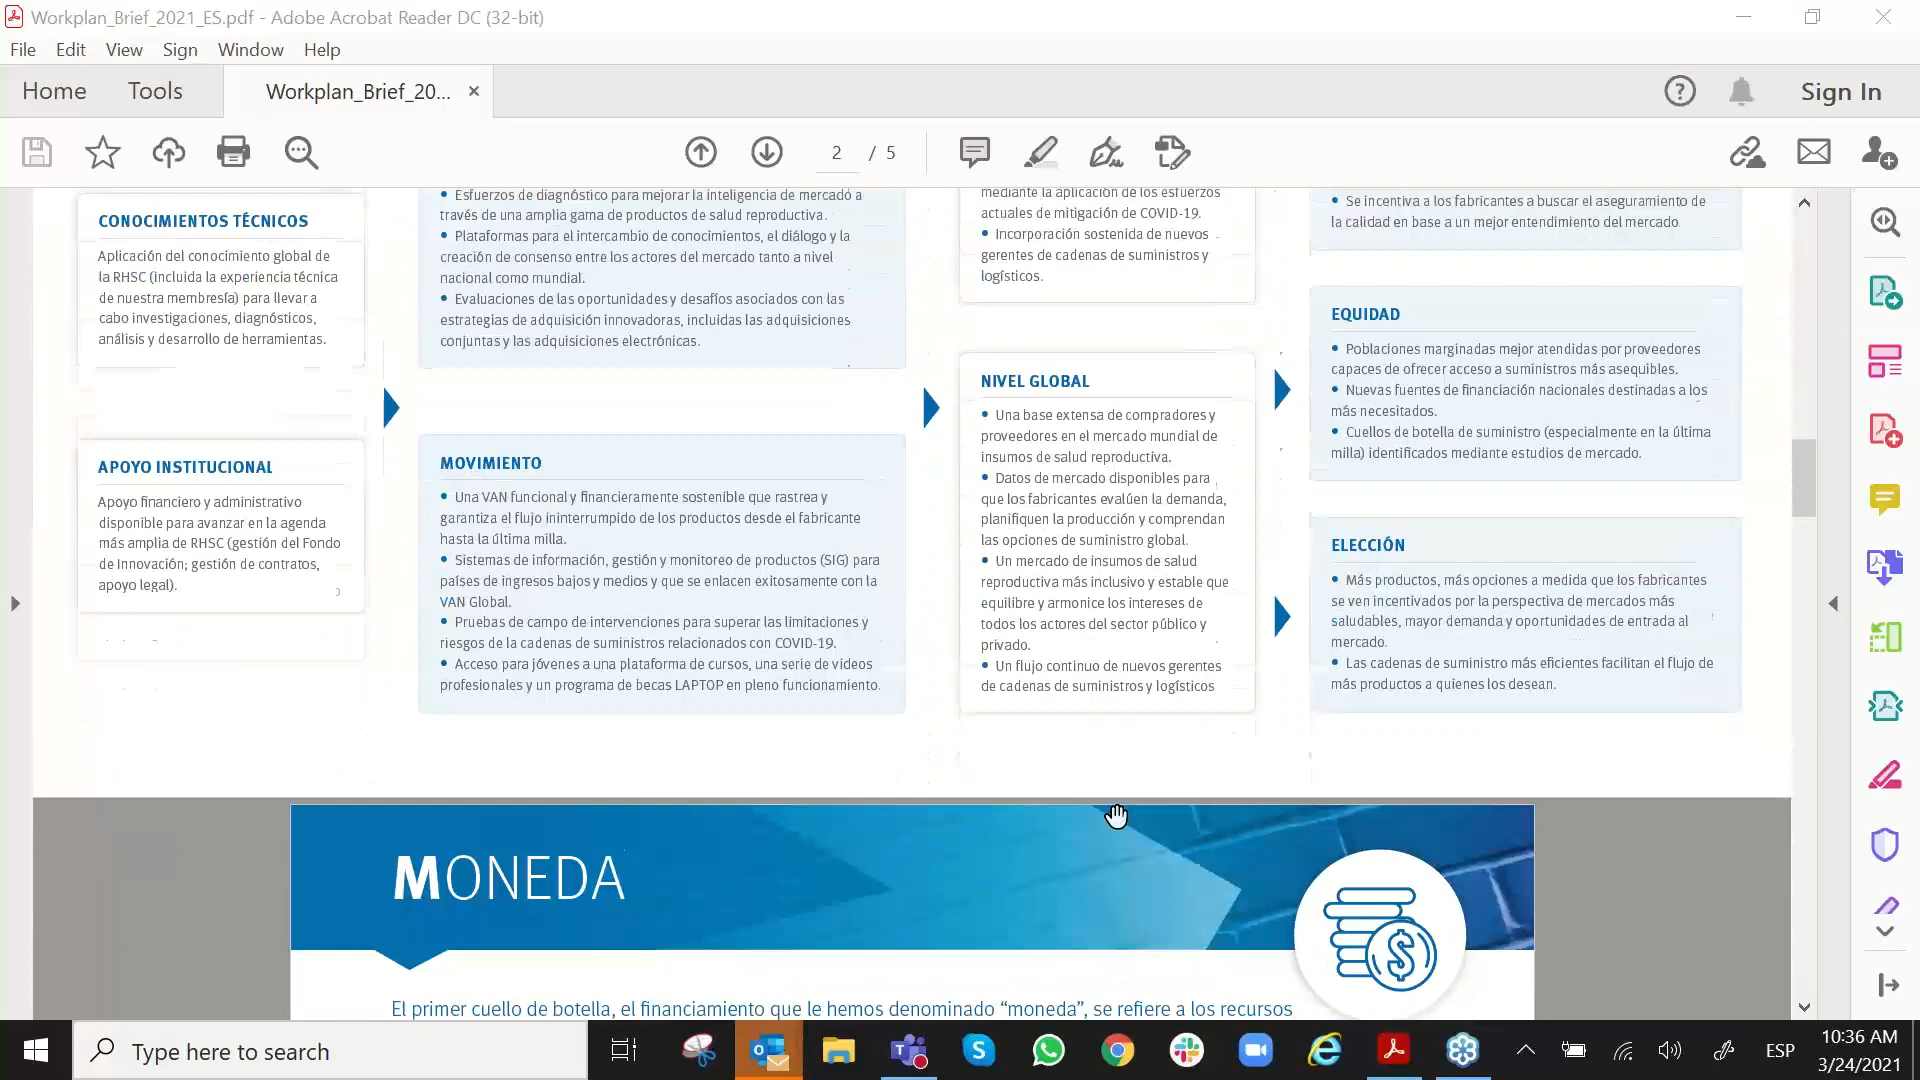 Workplan_Brief_2021_ES.pdf - Adobe Acrobat Reader DC (32-bit)
File Edit View Sign Window Help
Home Tools Workplan_Brief_20... × Sign In
2 / 5
CONOCIMIENTOS TÉCNICOS
Aplicación del conocimiento global de
la RHSC (incluida la experiencia técnica
de nuestra membresía) para llevar a
cabo investigaciones, diagnósticos,
análisis y desarrollo de herramientas.
APOYO INSTITUCIONAL
Apoyo financiero y administrativo
disponible para avanzar en la agenda
más amplia de RHSC (gestión del Fondo
de Innovación; gestión de contratos,
apoyo legal).
• Esfuerzos de diagnóstico para mejorar la inteligencia de mercado a
través de una amplia gama de productos de salud reproductiva.
• Plataformas para el intercambio de conocimientos, el diálogo y la
creación de consenso entre los actores del mercado tanto a nivel
nacional como mundial.
• Evaluaciones de las oportunidades y desafíos asociados con las
estrategias de adquisición innovadoras, incluidas las adquisiciones
conjuntas y las adquisiciones electrónicas.
MOVIMIENTO
• Una VAN funcional y financieramente sostenible que rastrea y
garantiza el flujo ininterrumpido de los productos desde el fabricante
hasta la última milla.
• Sistemas de información, gestión y monitoreo de productos (SIG) para
países de ingresos bajos y medios y que se enlacen exitosamente con la
VAN Global.
• Pruebas de campo de intervenciones para superar las limitaciones y
riesgos de la cadenas de suministros relacionados con COVID-19.
• Acceso para jóvenes a una plataforma de cursos, una serie de videos
profesionales y un programa de becas LAPTOP en pleno funcionamiento.
mediante la aplicación de los esfuerzos
actuales de mitigación de COVID-19.
• Incorporación sostenida de nuevos
gerentes de cadenas de suministros y
logísticos.
NIVEL GLOBAL
• Una base extensa de compradores y
proveedores en el mercado mundial de
insumos de salud reproductiva.
• Datos de mercado disponibles para
que los fabricantes evalúen la demanda,
planifiquen la producción y comprendan
las opciones de suministro global.
• Un mercado de insumos de salud
reproductiva más inclusivo y estable que
equilibre y armonice los intereses de
todos los actores del sector público y
privado.
• Un flujo continuo de nuevos gerentes
de cadenas de suministros y logísticos
• Se incentiva a los fabricantes a buscar el aseguramiento de
la calidad en base a un mejor entendimiento del mercado
EQUIDAD
• Poblaciones marginadas mejor atendidas por proveedores
capaces de ofrecer acceso a suministros más asequibles.
• Nuevas fuentes de financiación nacionales destinadas a los
más necesitados.
• Cuellos de botella de suministro (especialmente en la última
milla) identificados mediante estudios de mercado.
ELECCIÓN
• Más productos, más opciones a medida que los fabricantes
se ven incentivados por la perspectiva de mercados más
saludables, mayor demanda y oportunidades de entrada al
mercado.
• Las cadenas de suministro más eficientes facilitan el flujo de
más productos a quienes los desean.
MONEDA
El primer cuello de botella, el financiamiento que le hemos denominado “moneda”, se refiere a los recursos
Type here to search
ESP
10:36 AM
3/24/2021